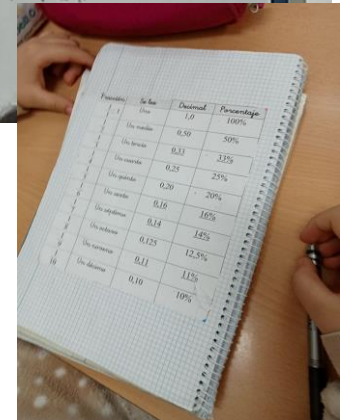 Fracción Se lee Decimal Porcentaje
Uno 1,0 100%
Un medio 0,50 50%
Un tercio 0,33 33%
Un cuarto 0,25 25%
Un quinto 0,20 20%
Un sexto 0,16 16%
Un séptimo 0,14 14%
Un octavo 0,125 12,5%
Un noveno 0,11 11%
Un décimo 0,10 10%